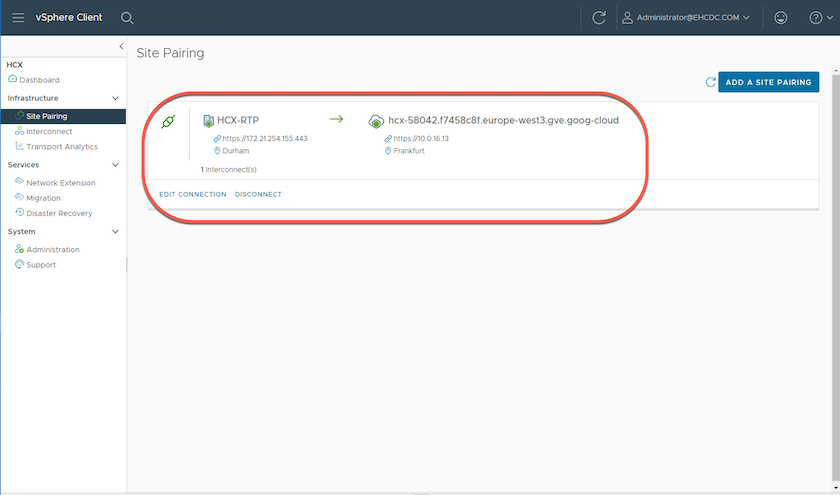 vSphere Client
Administrator@EHCDC.COM
HCX
Dashboard
Infrastructure
Site Pairing
Interconnect
Transport Analytics
Services
Network Extension
Migration
Disaster Recovery
System
Administration
Support
Site Pairing
ADD A SITE PAIRING
HCX-RTP
https://172.21.254.155:443
Durham
1 Interconnect(s)
hcx-58042.f7458c8f.europe-west3.gve.goog-cloud
https://10.0.16.13
Frankfurt
EDIT CONNECTION DISCONNECT